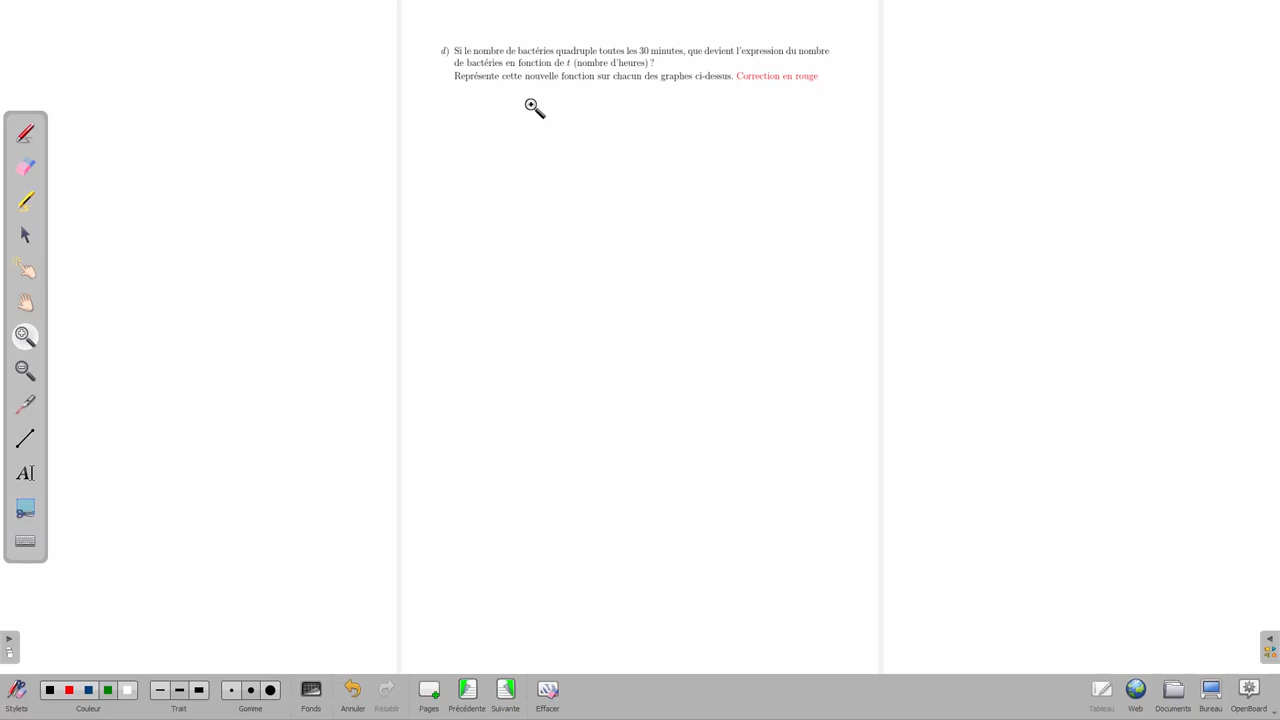 d) Si le nombre de bactéries quadruple toutes les 30 minutes, que devient l'expression du nombre
de bactéries en fonction de t (nombre d'heures) ?
Représente cette nouvelle fonction sur chacun des graphes ci-dessus. Correction en rouge
A
Stylets
Couleur
Trait
Gomme
Fonds
Annuler
Rétablir
Pages
Précédente
Suivante
Effacer
Tableau
Web
Documents
Bureau
OpenBoard